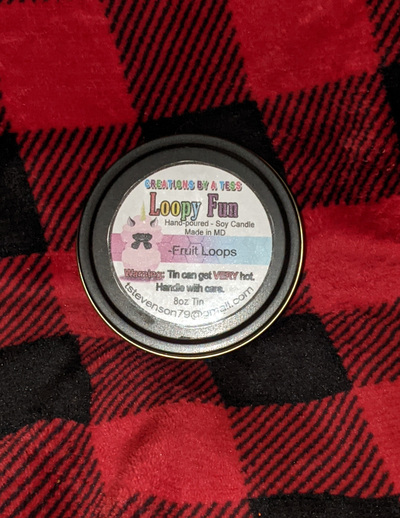 CREATIONS BY A TESS
Loopy Fun
Hand-poured - Soy Candle
Made in MD
-Fruit Loops
Warning: Tin can get VERY hot.
Handle with care.
8oz Tin
tstevenson79@gmail.com